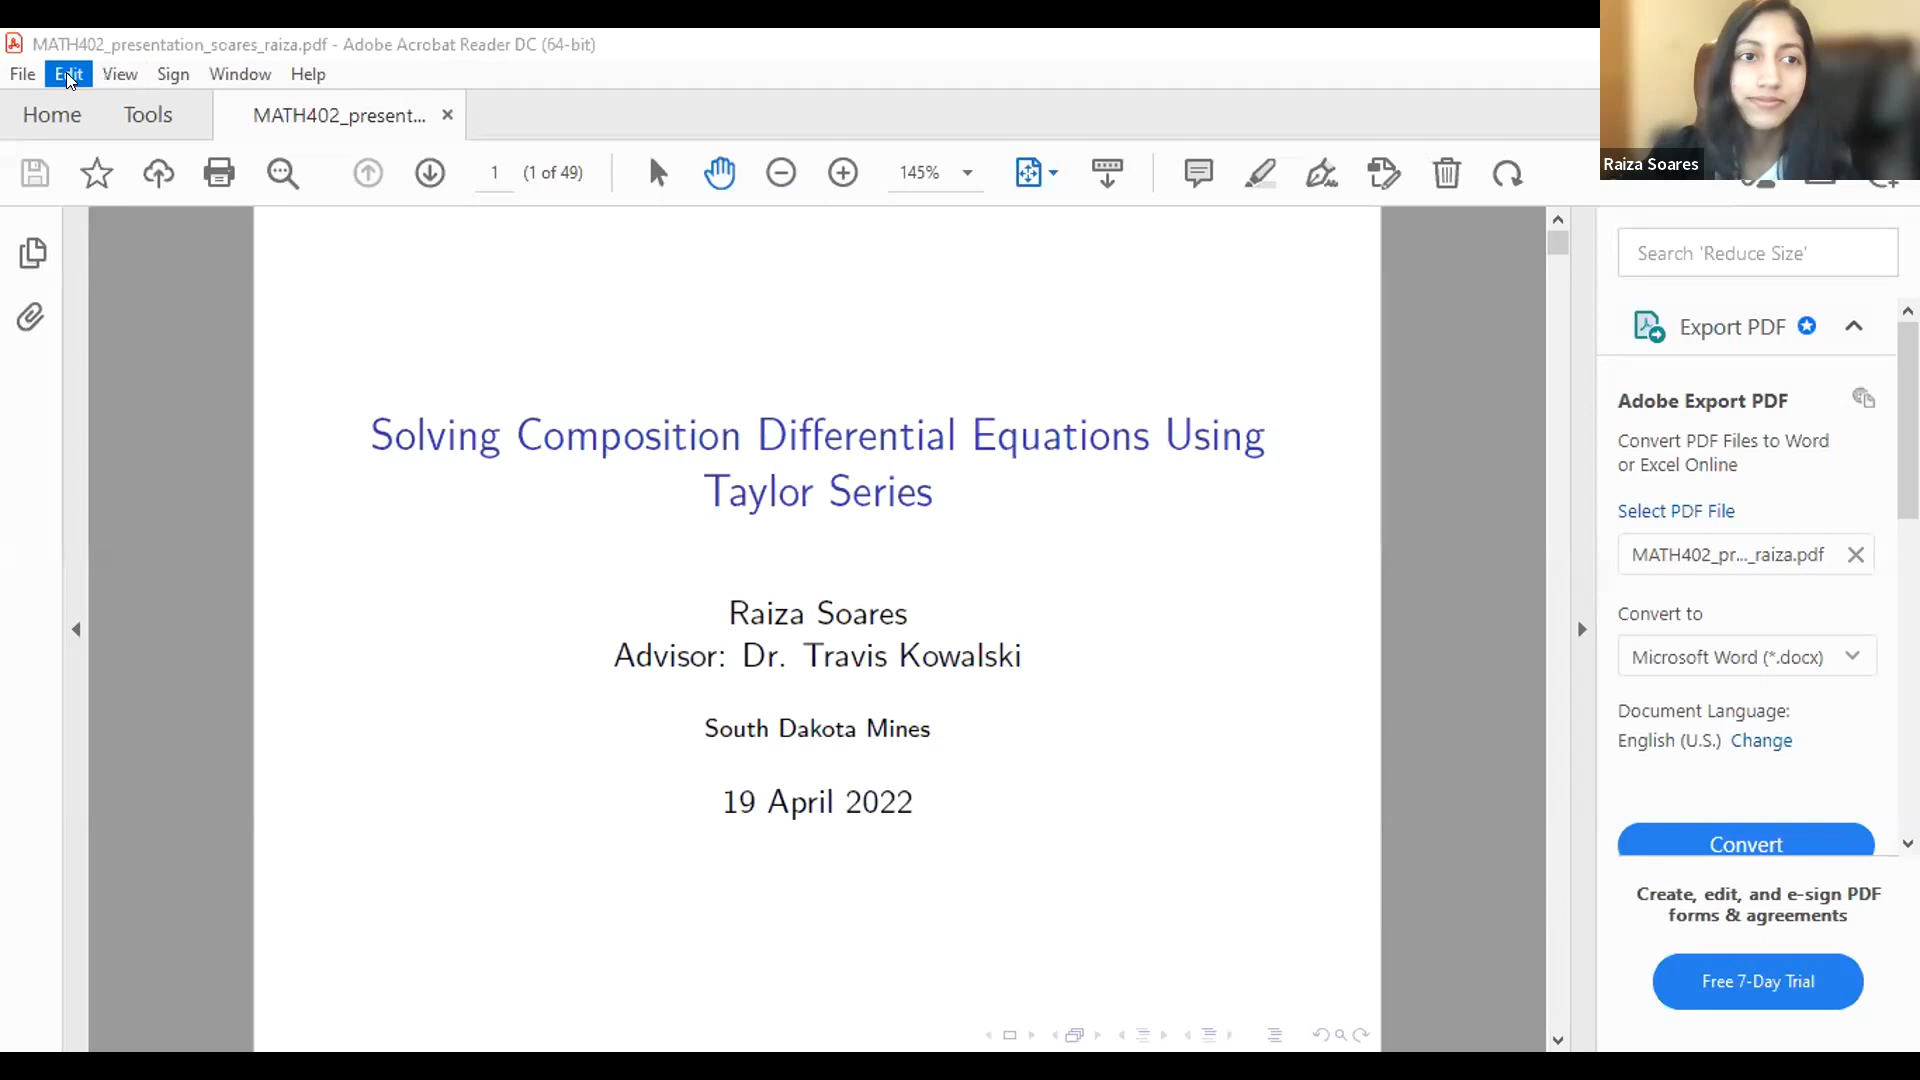 MATH402_presentation_soares_raiza.pdf - Adobe Acrobat Reader DC (64-bit)
File Edit View Sign Window Help
Home Tools MATH402_present...
1 (1 of 49) 145%
Raiza Soares
Search 'Reduce Size'
Export PDF
Adobe Export PDF
Convert PDF Files to Word
or Excel Online
Select PDF File
MATH402_pr..._raiza.pdf
Convert to
Microsoft Word (*.docx)
Document Language:
English (U.S.) Change
Convert
Create, edit, and e-sign PDF
forms & agreements
Free 7-Day Trial
Solving Composition Differential Equations Using
Taylor Series
Raiza Soares
Advisor: Dr. Travis Kowalski
South Dakota Mines
19 April 2022